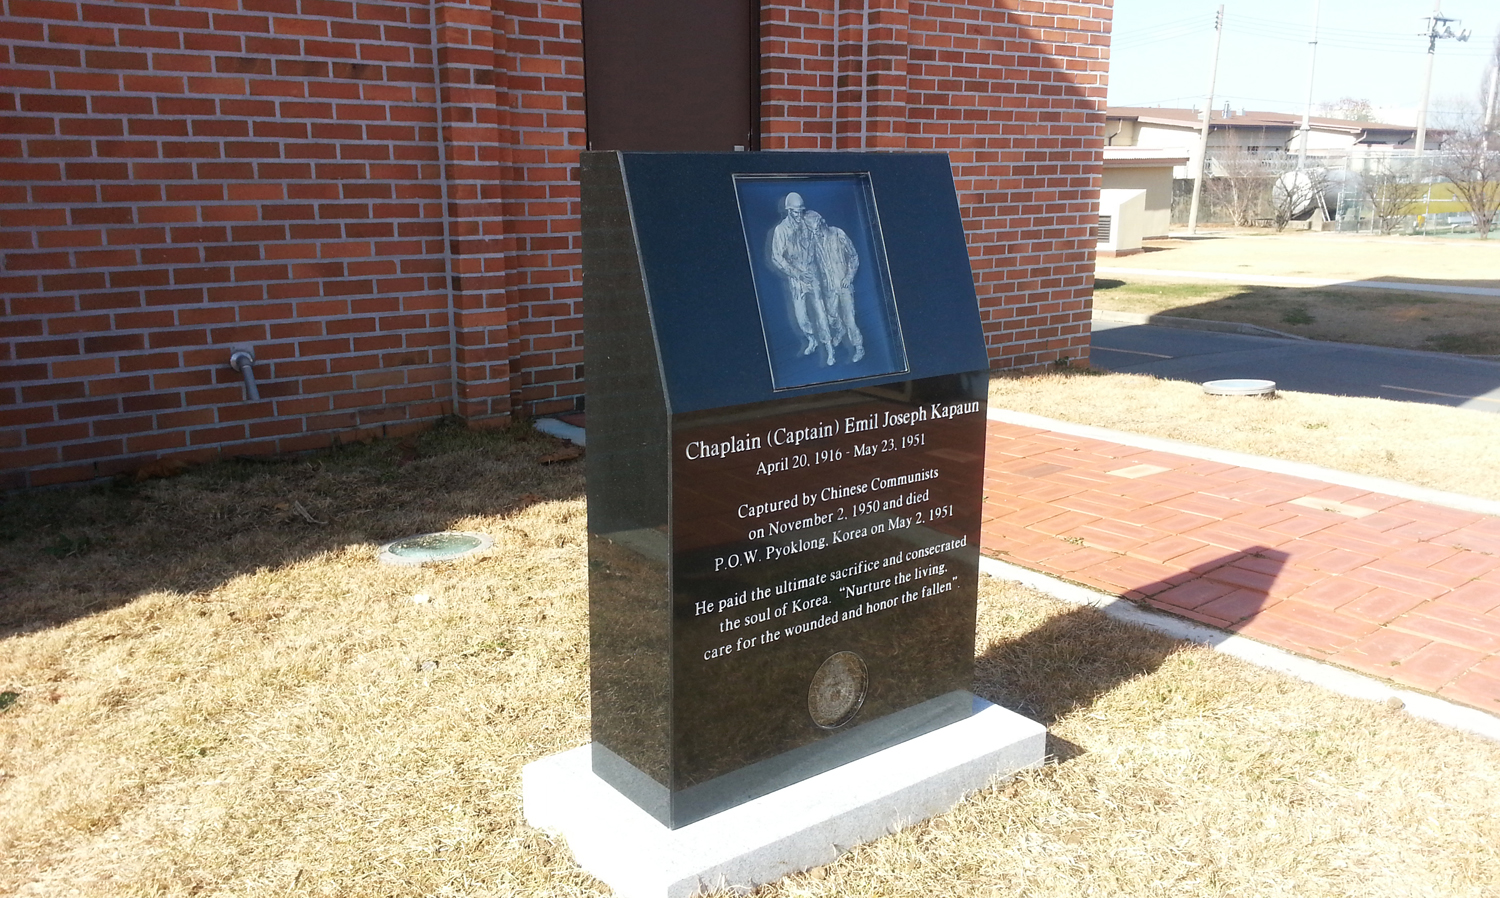 Chaplain (Captain) Emil Joseph Kapaun
April 20, 1916 - May 23, 1951
Captured by Chinese Communists
on November 2, 1950 and died
P.O.W. Pyoklong, Korea on May 2, 1951
He paid the ultimate sacrifice and consecrated
the soul of Korea. "Nurture the living,
care for the wounded and honor the fallen".